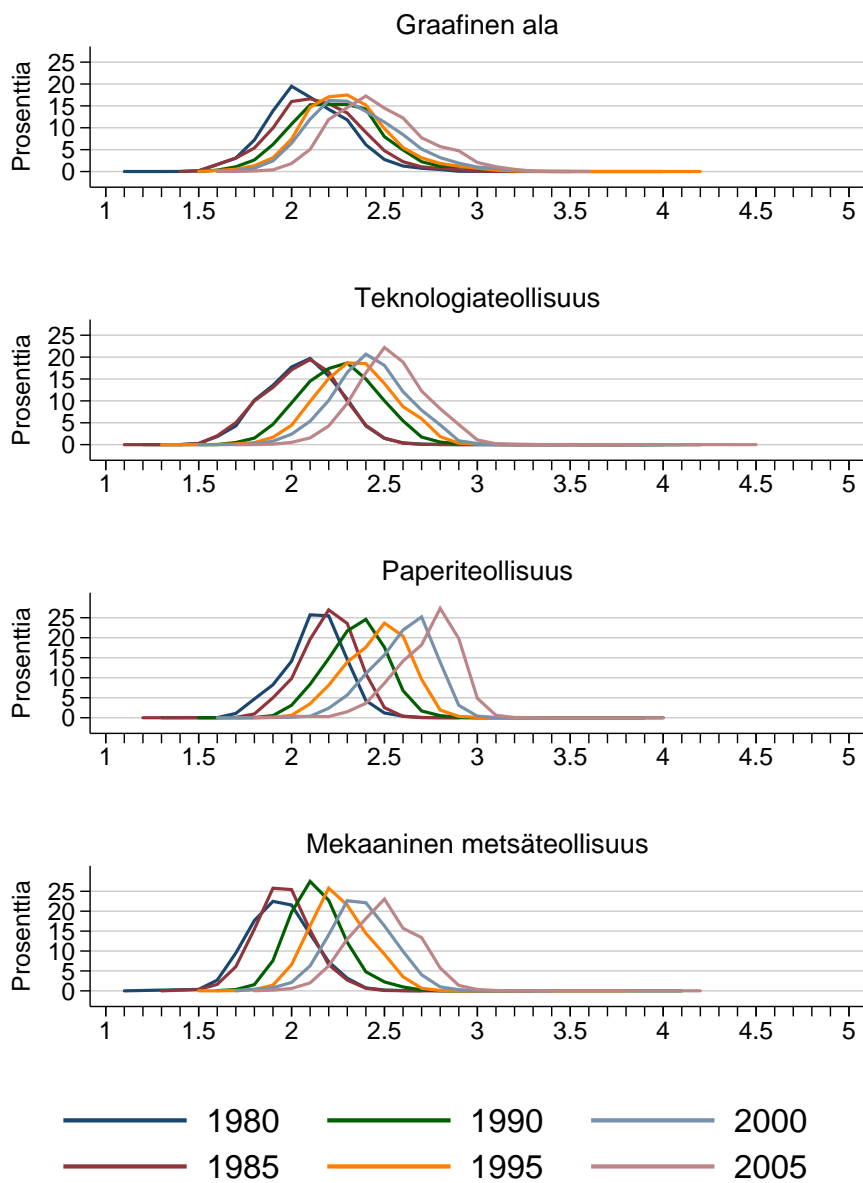 Graafinen ala
Prosenttia
25
20
15
10
5
0
1 1.5 2 2.5 3 3.5 4 4.5 5
Teknologiateollisuus
Prosenttia
25
20
15
10
5
0
1 1.5 2 2.5 3 3.5 4 4.5 5
Paperiteollisuus
Prosenttia
25
20
15
10
5
0
1 1.5 2 2.5 3 3.5 4 4.5 5
Mekaaninen metsäteollisuus
Prosenttia
25
20
15
10
5
0
1 1.5 2 2.5 3 3.5 4 4.5 5
1980 1990 2000
1985 1995 2005